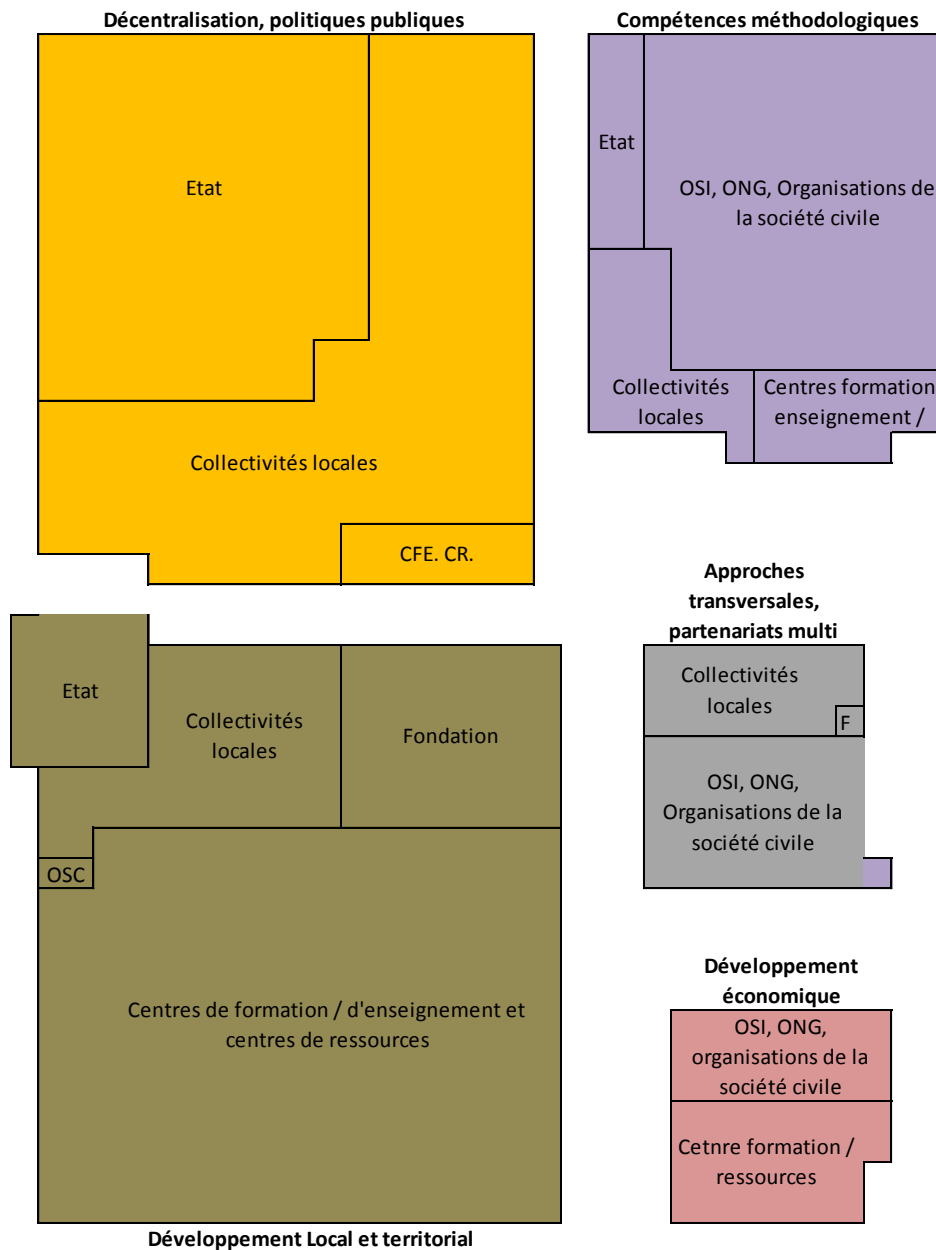 Décentralisation, politiques publiques
Etat
Collectivités locales
CFE. CR.
Compétences méthodologiques
Etat
OSI, ONG, Organisations de
la société civile
Collectivités
locales
Centres formation
enseignement /
Etat
Collectivités
locales
Fondation
OSC
Centres de formation / d'enseignement et
centres de ressources
Développement Local et territorial
Approches
transversales,
partenariats multi
Collectivités
locales
F
OSI, ONG,
Organisations de la
société civile
Développement
économique
OSI, ONG,
organisations de la
société civile
Cetnre formation /
ressources